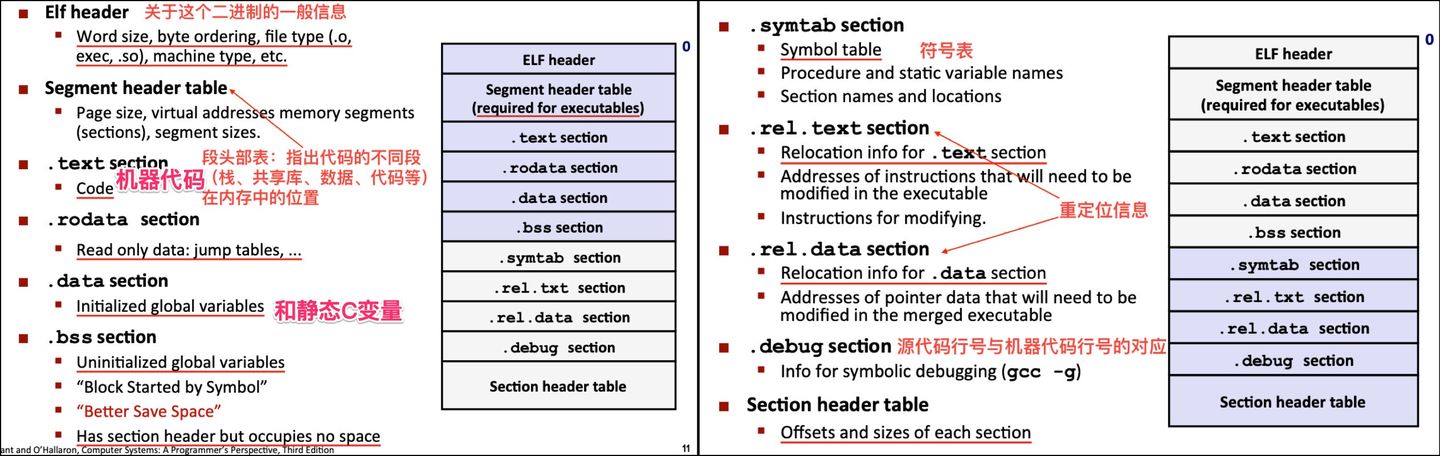 Elf header 关于这个二进制的一般信息
Word size, byte ordering, file type (.o,
exec, .so), machine type, etc.
Segment header table
Page size, virtual addresses memory segments
(sections), segment sizes.
.text section
段头部表：指出代码的不同段
（栈、共享库、数据、代码等）
在内存中的位置
Code 机器代码
.rodata section
Read only data: jump tables, ...
.data section
Initialized global variables 和静态C变量
.bss section
Uninitialized global variables
“Block Started by Symbol”
“Better Save Space”
Has section header but occupies no space
ant and O’Hallaron, Computer Systems: A Programmer’s Perspective, Third Edition
11
0
ELF header
Segment header table
(required for executables)
.text section
.rodata section
.data section
.bss section
.symtab section
.rel.txt section
.rel.data section
.debug section
Section header table
.symtab section
Symbol table 符号表
Procedure and static variable names
Section names and locations
.rel.text section
Relocation info for .text section
Addresses of instructions that will need to be
modified in the executable
Instructions for modifying.
重定位信息
.rel.data section
Relocation info for .data section
Addresses of pointer data that will need to be
modified in the merged executable
.debug section 源代码行号与机器代码行号的对应
Info for symbolic debugging (gcc -g)
Section header table
Offsets and sizes of each section
0
ELF header
Segment header table
(required for executables)
.text section
.rodata section
.data section
.bss section
.symtab section
.rel.txt section
.rel.data section
.debug section
Section header table